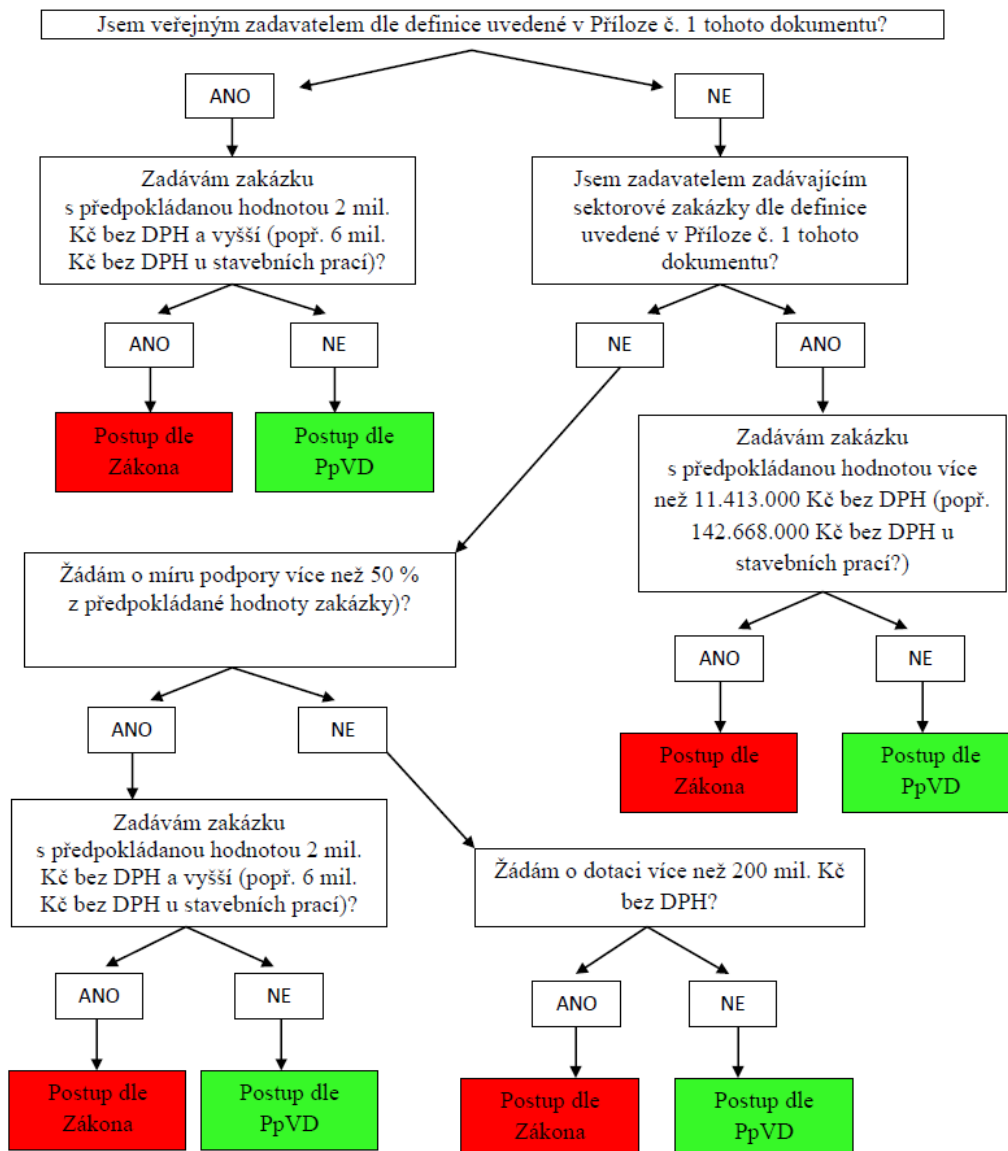 Jsem veřejným zadavatelem dle definice uvedené v Příloze č. 1 tohoto dokumentu?
ANO
NE
Zadávám zakázku
s předpokládanou hodnotou 2 mil.
Kč bez DPH a vyšší (popř. 6 mil.
Kč bez DPH u stavebních prací)?
Jsem zadavatelem zadávajícím
sektorové zakázky dle definice
uvedené v Příloze č. 1 tohoto
dokumentu?
ANO
NE
NE
ANO
Postup dle
Zákona
Postup dle
PpVD
Zadávám zakázku
s předpokládanou hodnotou více
než 11.413.000 Kč bez DPH (popř.
142.668.000 Kč bez DPH u
stavebních prací?)
Žádám o míru podpory více než 50 %
z předpokládané hodnoty zakázky)?
ANO
NE
ANO
NE
Postup dle
Zákona
Postup dle
PpVD
Zadávám zakázku
s předpokládanou hodnotou 2 mil.
Kč bez DPH a vyšší (popř. 6 mil.
Kč bez DPH u stavebních prací)?
Žádám o dotaci více než 200 mil. Kč
bez DPH?
ANO
NE
ANO
NE
Postup dle
Zákona
Postup dle
PpVD
Postup dle
Zákona
Postup dle
PpVD